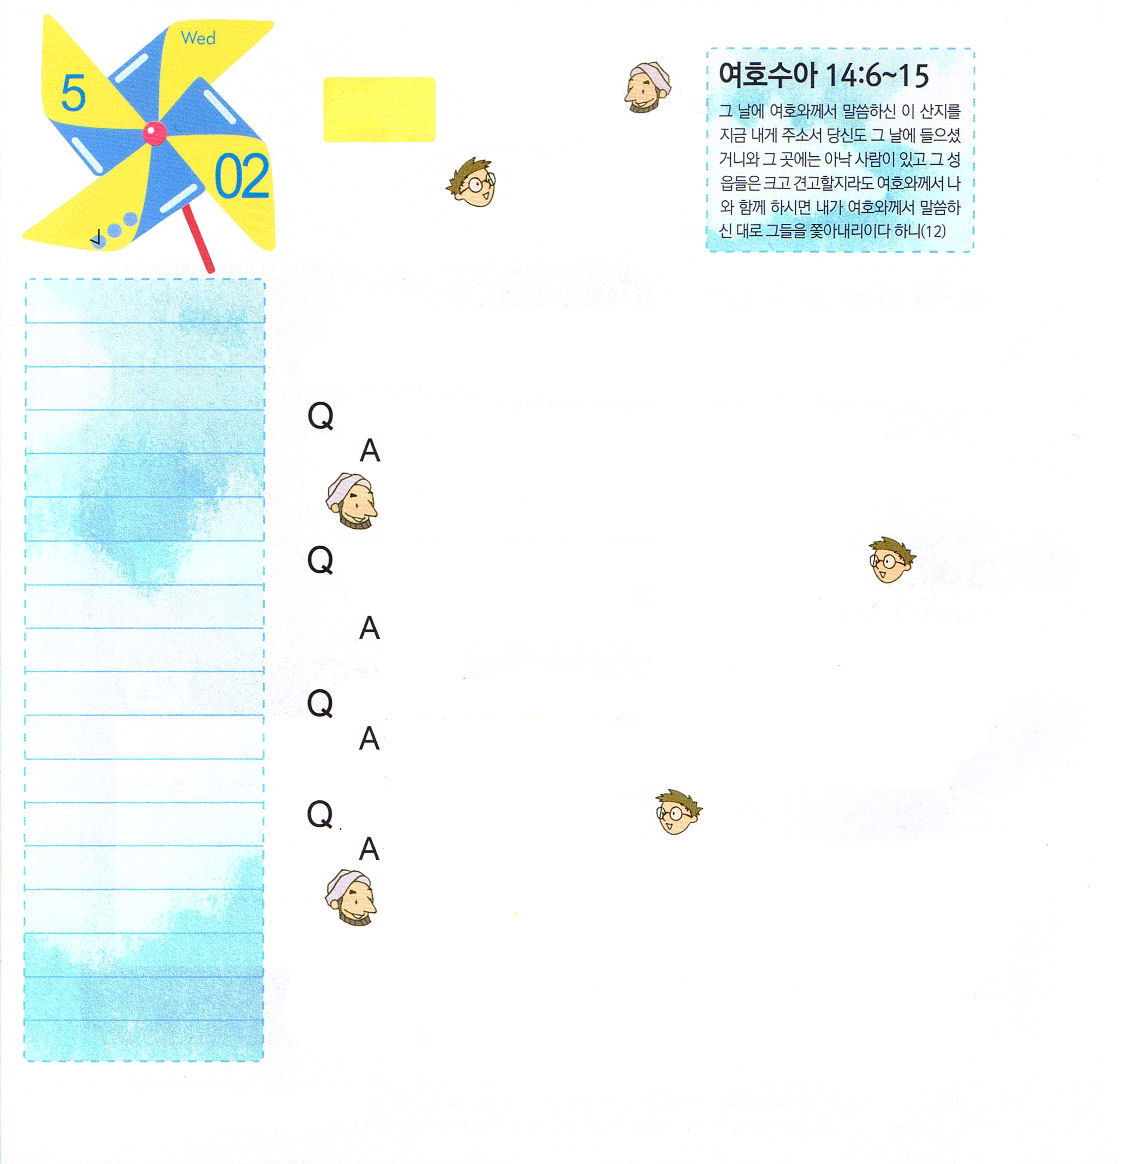 Wed
5
02
여호수아 14:6~15
그 날에 여호와께서 말씀하신 이 산지를
지금 내게 주소서 당신도 그 날에 들으셨
거니와 그 곳에는 아낙 사람이 있고 그 성
읍들은 크고 견고할지라도 여호와께서 나
와 함께 하시면 내가 여호와께서 말씀하
신 대로 그들을 쫓아내리이다 하니(12)
Q
A
Q
A
Q
A
Q
A